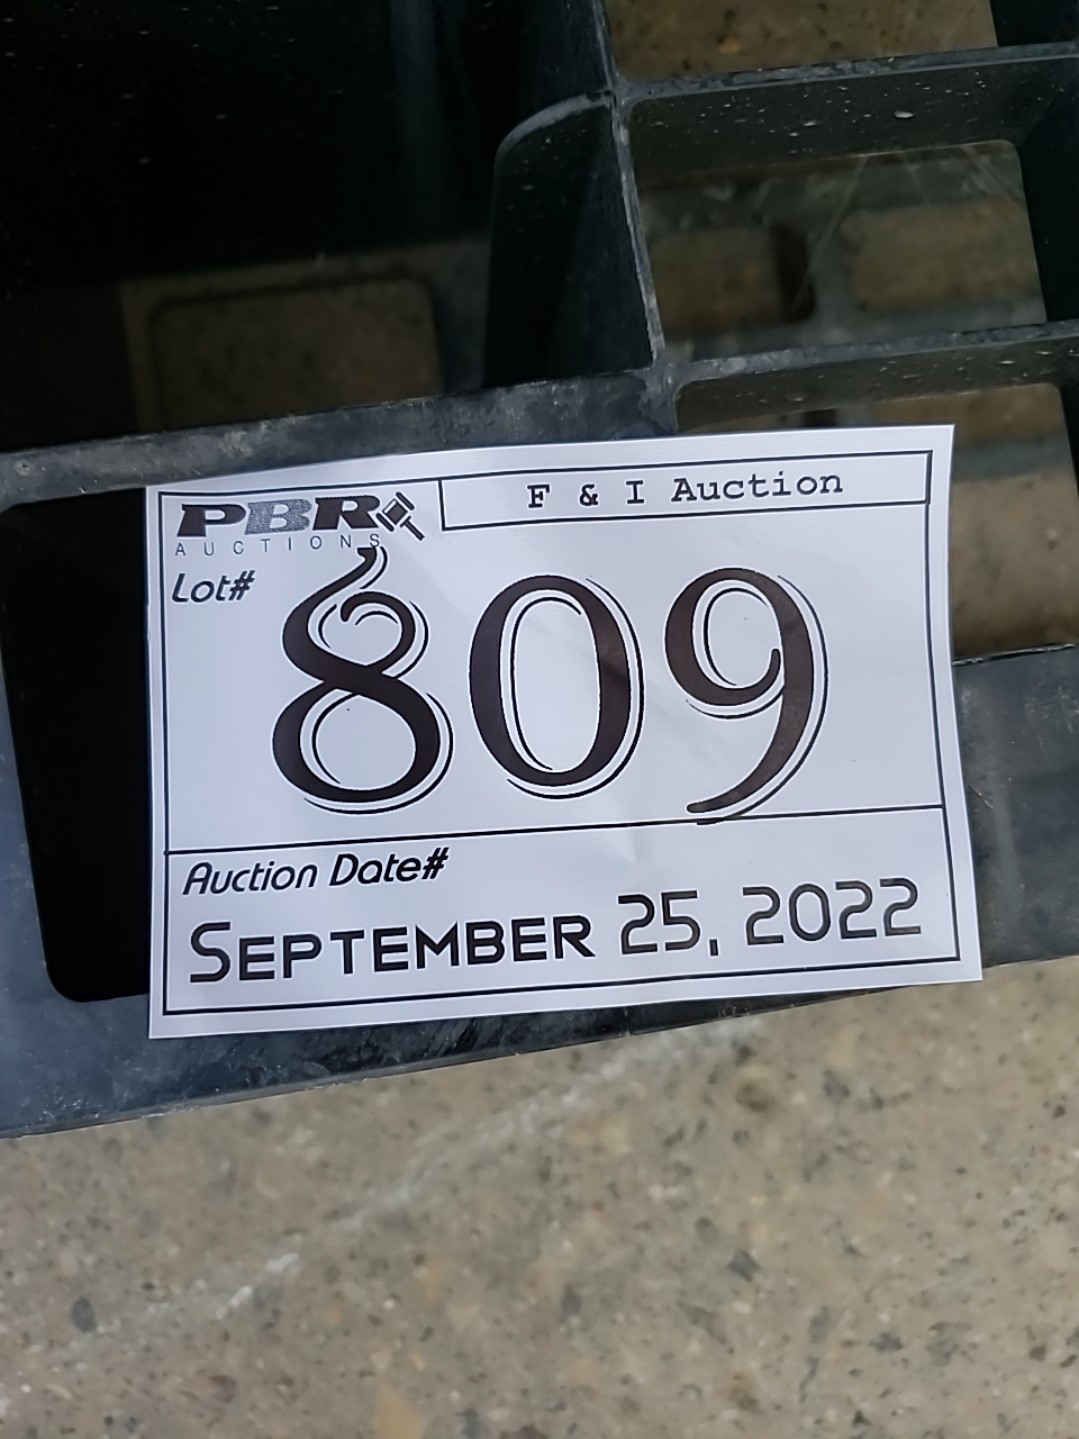 PBR
AUCTIONS
F & I Auction
Lot#
809
Auction Date#
SEPTEMBER 25, 2022